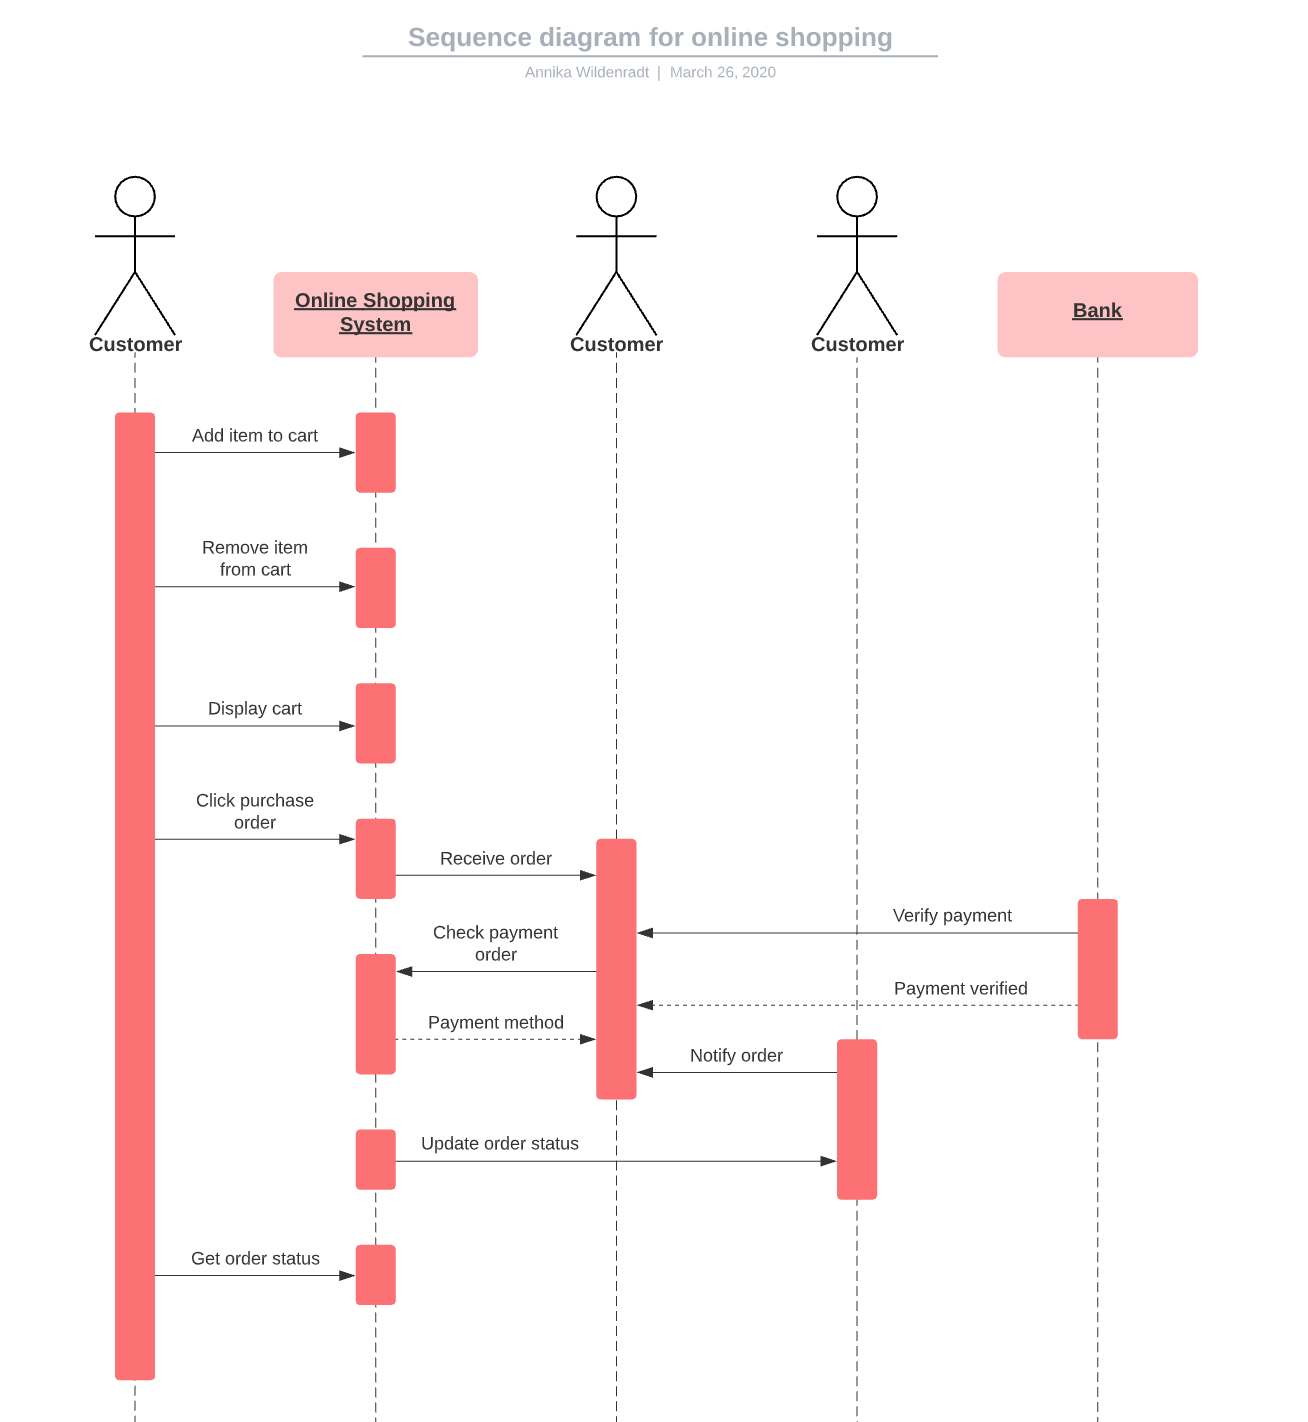 Sequence diagram for online shopping
Annika Wildenradt | March 26, 2020
Customer
Online Shopping
System
Customer
Customer
Bank
Add item to cart
Remove item
from cart
Display cart
Click purchase
order
Receive order
Verify payment
Check payment
order
Payment verified
Payment method
Notify order
Update order status
Get order status